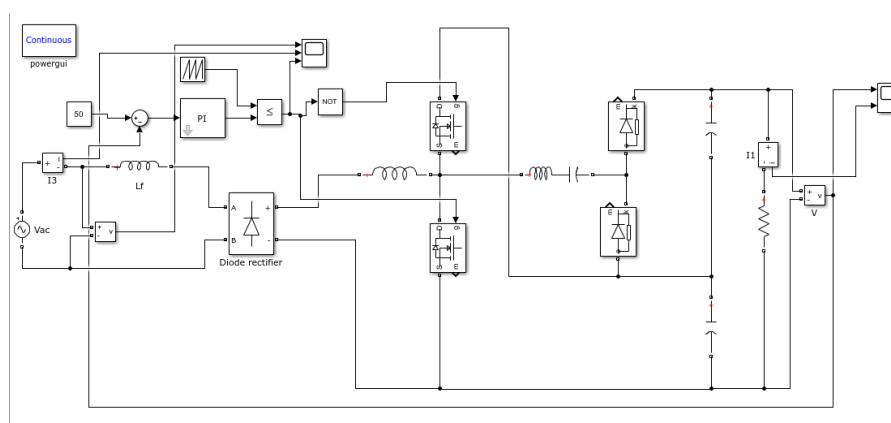 Continuous
powergui
50
+
-
PI
≤
NOT
g
D
S
m
+
-
i
I3
Lf
A
B
+
-
Diode rectifier
Vac
+
-
v
g
D
S
m
m
k
m
k
+
-
i
I1
+
-
v
V